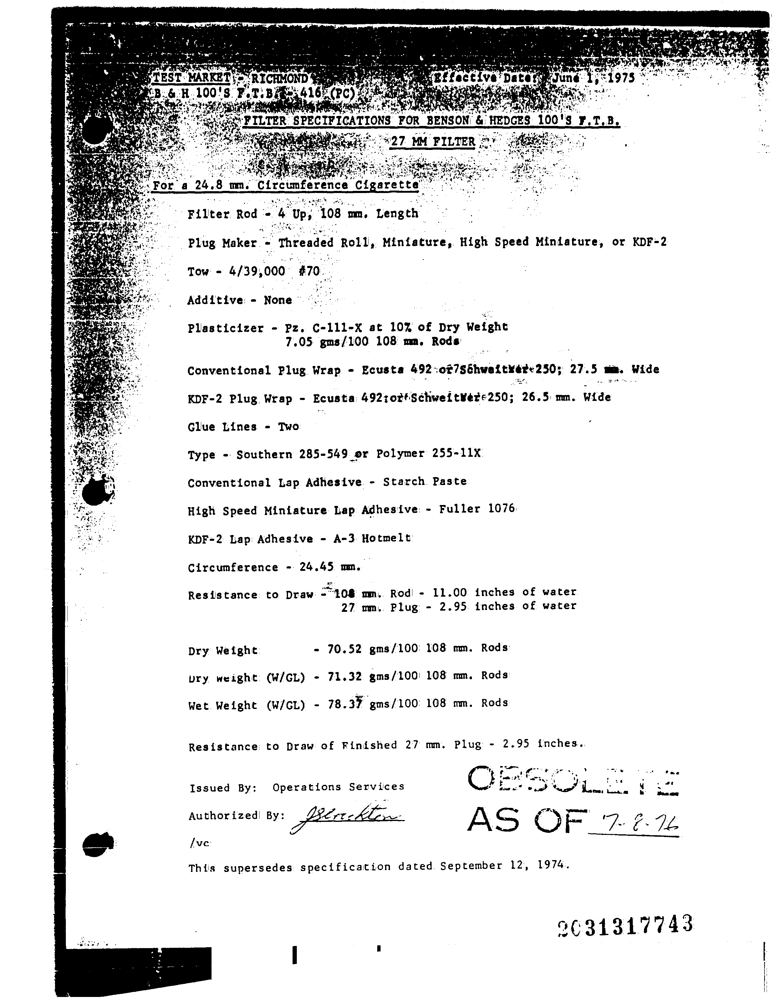 TEST MARKET - RICHMOND Effective Date: June 1, 1975
B & H 100'S F.T.B. - 416 (PC)
FILTER SPECIFICATIONS FOR BENSON & HEDGES 100'S F.T.B.
27 MM FILTER
For a 24.8 mm. Circumference Cigarette
Filter Rod - 4 Up, 108 mm. Length
Plug Maker - Threaded Roll, Miniature, High Speed Miniature, or KDF-2
Tow - 4/39,000 #70
Additive - None
Plasticizer - Pz. C-111-X at 10% of Dry Weight
7.05 gms/100 108 mm. Rods
Conventional Plug Wrap - Ecusta 492 250; 27.5 mm. Wide
KDF-2 Plug Wrap - Ecusta 492 or 250; 26.5 mm. Wide
Glue Lines - Two
Type - Southern 285-549 or Polymer 255-11X
Conventional Lap Adhesive - Starch Paste
High Speed Miniature Lap Adhesive - Fuller 1076
KDF-2 Lap Adhesive - A-3 Hotmelt
Circumference - 24.45 mm.
Resistance to Draw - 108 mm. Rod - 11.00 inches of water
27 mm. Plug - 2.95 inches of water
Dry Weight - 70.52 gms/100 108 mm. Rods
Dry Weight (W/GL) - 71.32 gms/100 108 mm. Rods
Wet Weight (W/GL) - 78.37 gms/100 108 mm. Rods
Resistance to Draw of Finished 27 mm. Plug - 2.95 inches.
Issued By: Operations Services
OBSOLETE
Authorized By:
AS OF 7-8-76
/vc
This supersedes specification dated September 12, 1974.
2031317743